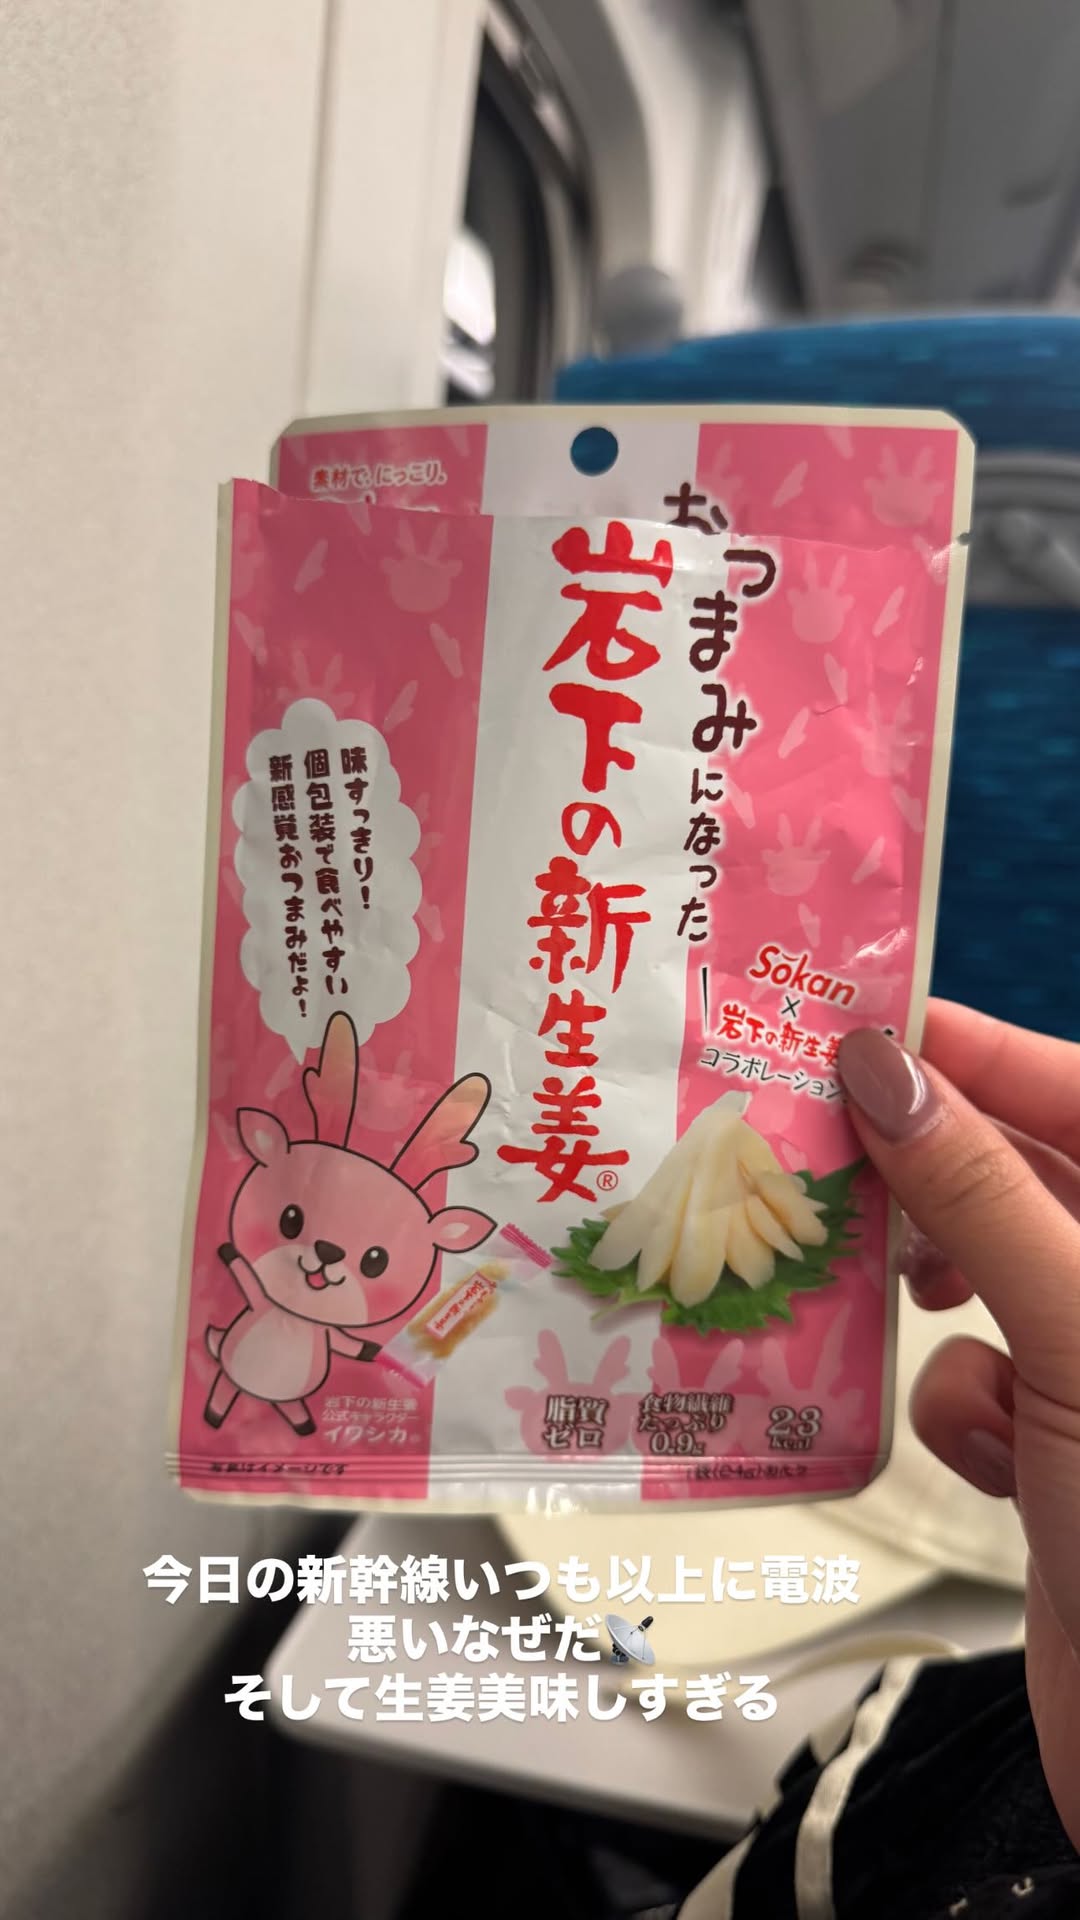 素材で、にっこり。
おつまみになった
岩下の新生姜®
Sōkan
×
岩下の新生姜
コラボレーション
味すっきり！
個包装で食べやすい
新感覚おつまみだよ！
岩下の新生姜
公式キャラクター
イワシカ
脂質
ゼロ
食物繊維
たっぷり
0.9g
23
kcal
写真はイメージです
今日の新幹線いつも以上に電波
悪いなぜだ📡
そして生姜美味しすぎる